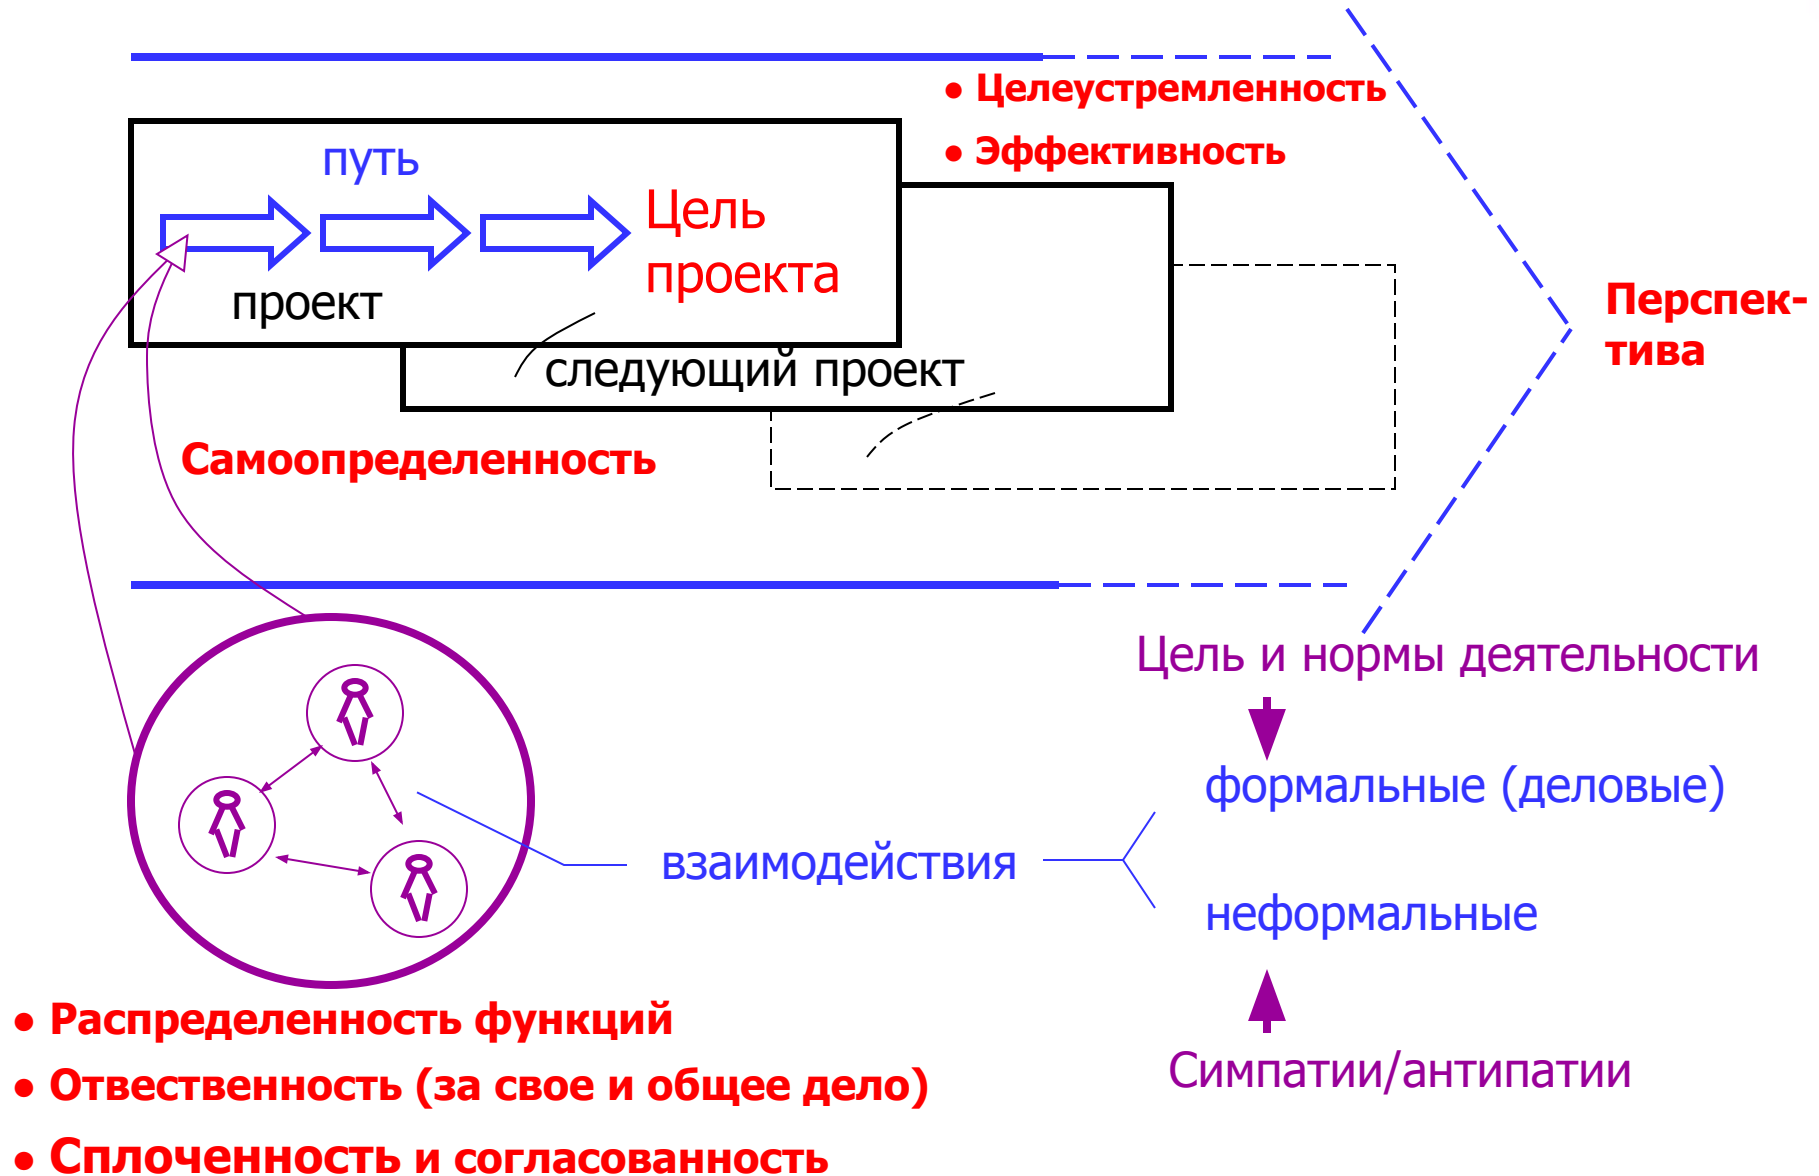 ● Целеустремленность
● Эффективность
путь
Цель
проекта
проект
следующий проект
Перспек-
тива
Самоопределенность
Цель и нормы деятельности
формальные (деловые)
взаимодействия
неформальные
Симпатии/антипатии
● Распределенность функций
● Отвественность (за свое и общее дело)
● Сплоченность и согласованность